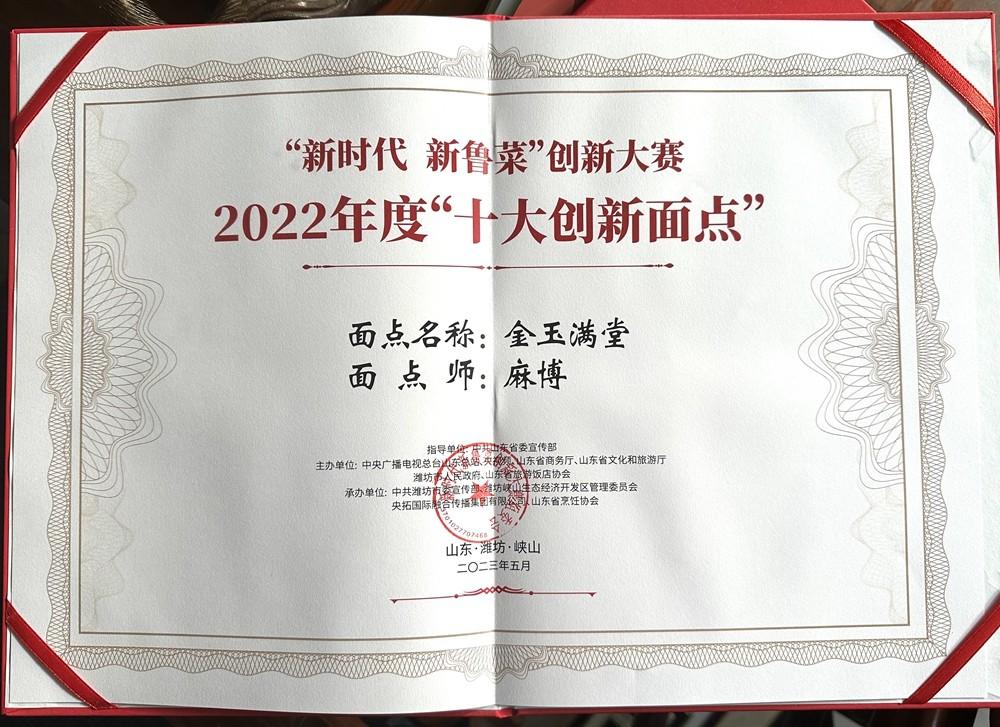 “新时代 新鲁菜”创新大赛
2022年度“十大创新面点”
面点名称：金玉满堂
面点师：麻博
指导单位：中共山东省委宣传部
主办单位：中央广播电视总台山东总站、央视频、山东省商务厅、山东省文化和旅游厅
潍坊市人民政府、山东省旅游饭店协会
承办单位：中共潍坊市委宣传部、潍坊峡山生态经济开发区管理委员会
央拓国际融合传播集团有限公司、山东省烹饪协会
山东·潍坊·峡山
二〇二三年五月